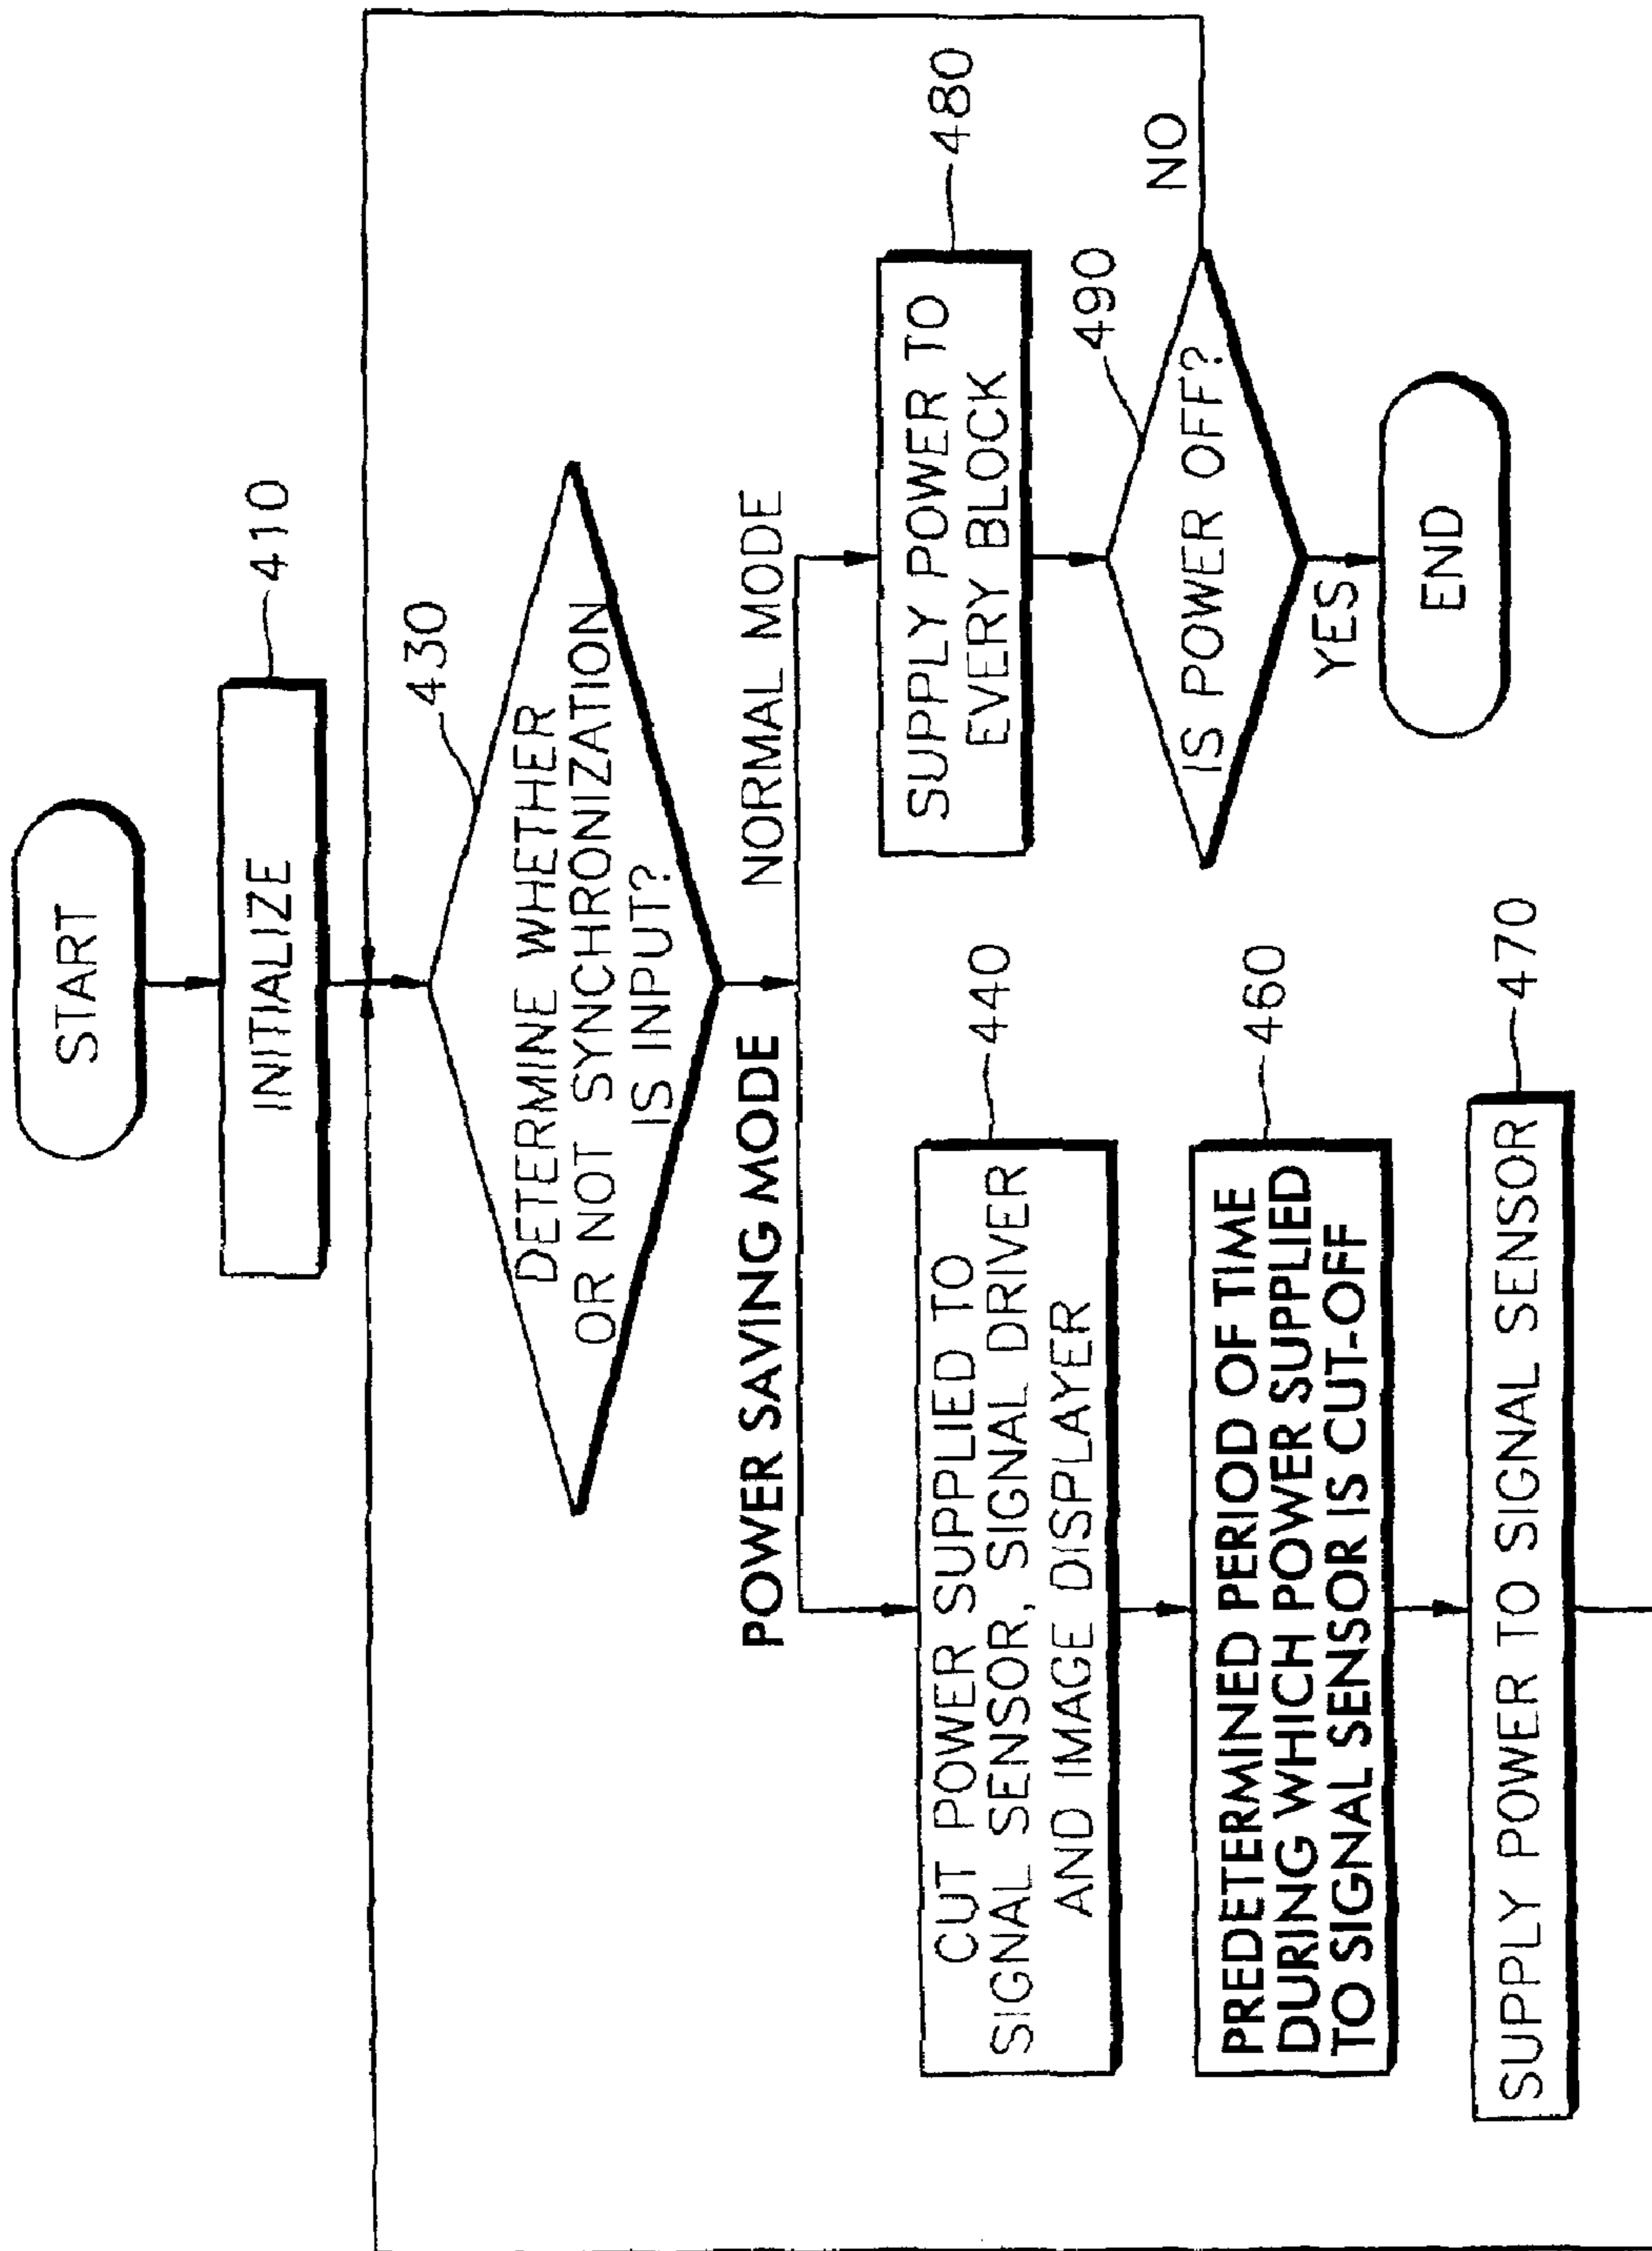 START
INITIALIZE
410
430
DETERMINE WHETHER
OR NOT SYNCHRONIZATION
IS INPUT?
POWER SAVING MODE
NORMAL MODE
CUT POWER SUPPLIED TO
SIGNAL SENSOR, SIGNAL DRIVER
AND IMAGE DISPLAYER
440
PREDETERMINED PERIOD OF TIME
DURING WHICH POWER SUPPLIED
TO SIGNAL SENSOR IS CUT-OFF
460
SUPPLY POWER TO SIGNAL SENSOR
470
SUPPLY POWER TO
EVERY BLOCK
480
490
IS POWER OFF?
NO
YES
END